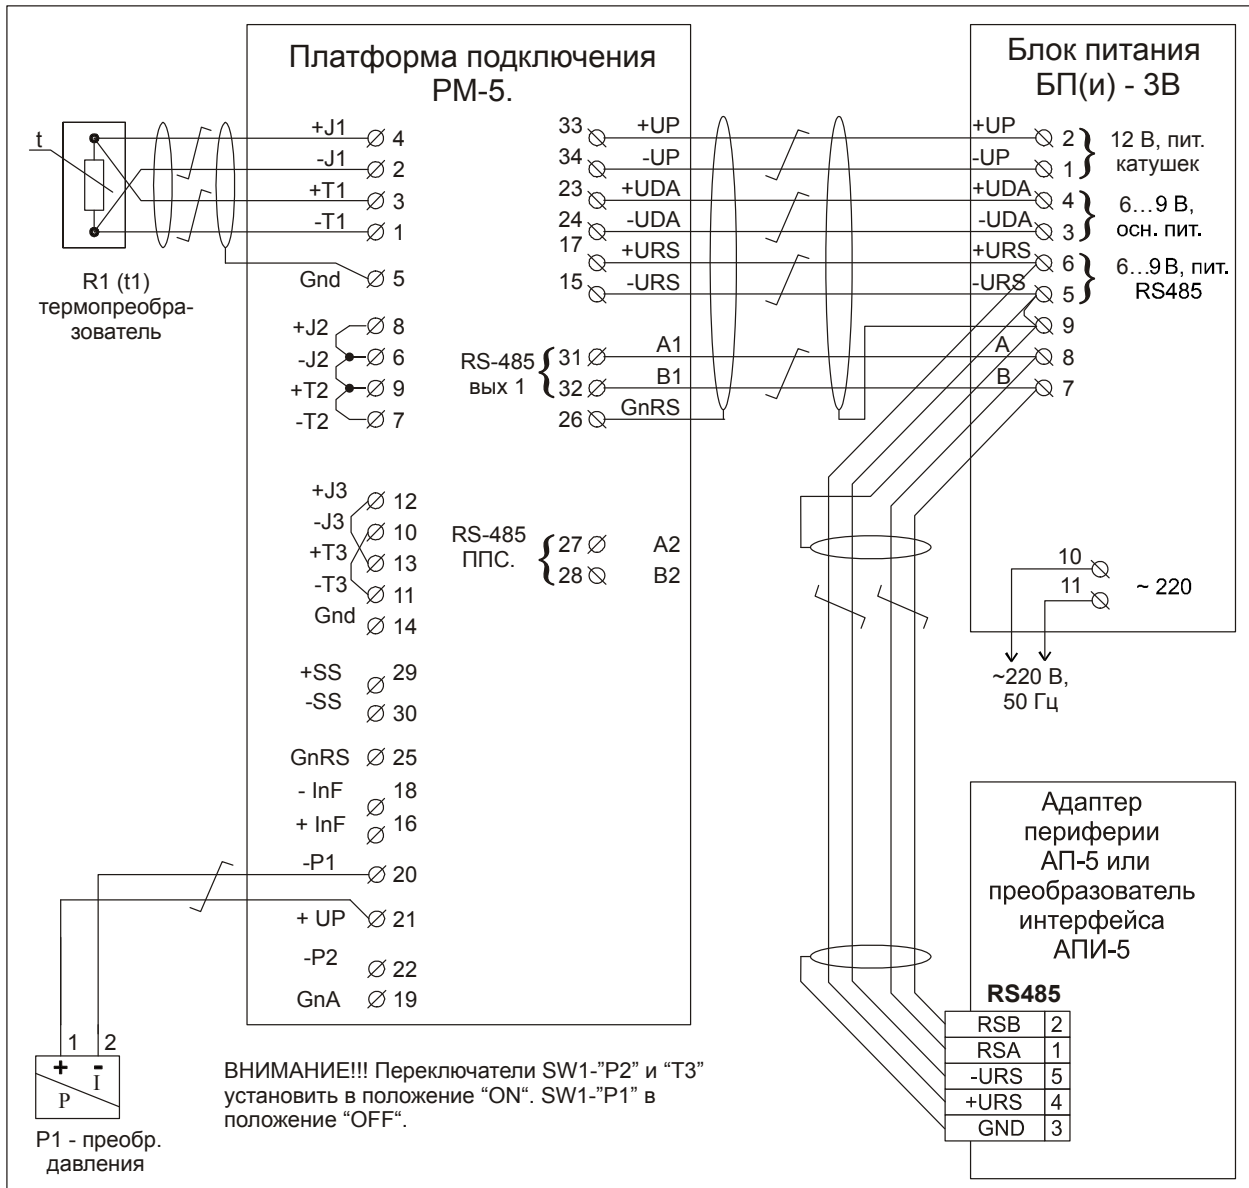 Платформа подключения
РМ-5.
Блок питания
БП(и) - 3В
t
R1 (t1)
термопреобра-
зователь
+J1 4
-J1 2
+T1 3
-T1 1
Gnd 5
+J2 8
-J2 6
+T2 9
-T2 7
+J3 12
-J3 10
+T3 13
-T3 11
Gnd 14
+SS 29
-SS 30
GnRS 25
- InF 18
+ InF 16
-P1 20
+ UP 21
-P2 22
GnA 19
33 +UP
34 -UP
23 +UDA
24 -UDA
17 +URS
15 -URS
RS-485
вых 1
31 A1
32 B1
26 GnRS
RS-485
ППС.
27 A2
28 B2
+UP 2
-UP 1
12 В, пит.
катушек
+UDA 4
-UDA 3
6...9 В,
осн. пит.
+URS 6
-URS 5
6...9В, пит.
RS485
9
A 8
B 7
10
11
~ 220
~220 В,
50 Гц
Адаптер
периферии
АП-5 или
преобразователь
интерфейса
АПИ-5
RS485
RSB 2
RSA 1
-URS 5
+URS 4
GND 3
1 2
+ -
I
P
P1 - преобр.
давления
ВНИМАНИЕ!!! Переключатели SW1-”P2” и “T3”
установить в положение “ON“. SW1-”P1” в
положение “OFF“.